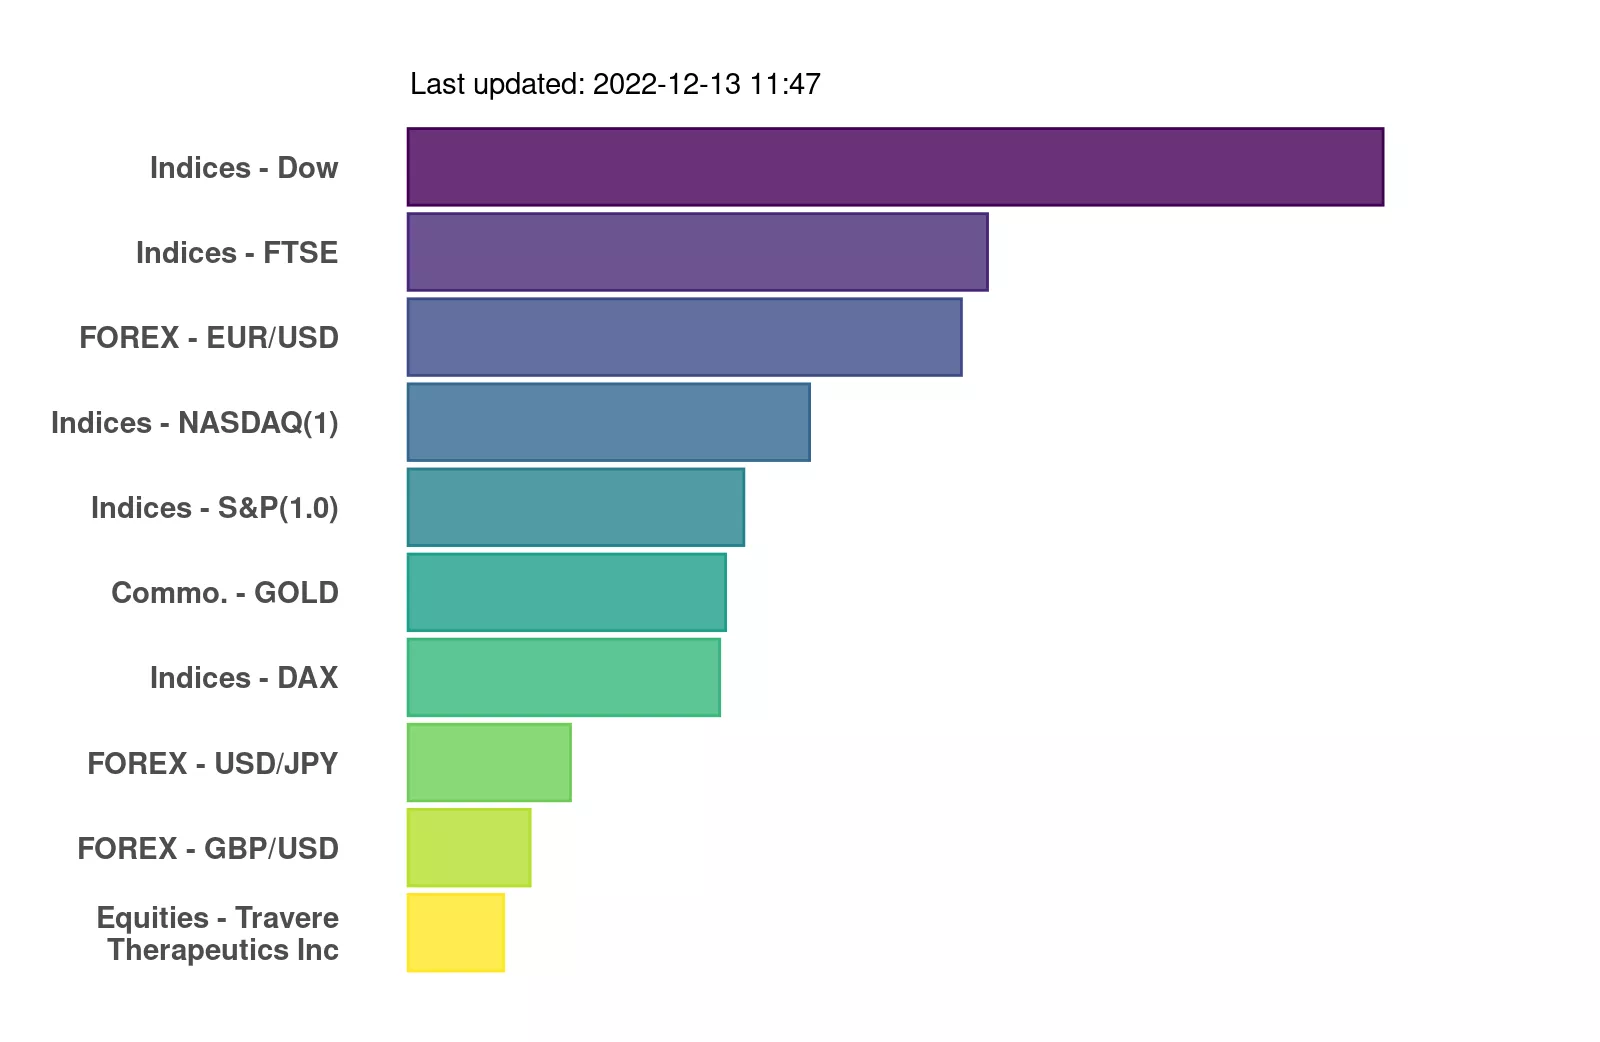 Last updated: 2022-12-13 11:47
Indices - Dow
Indices - FTSE
FOREX - EUR/USD
Indices - NASDAQ(1)
Indices - S&P(1.0)
Commo. - GOLD
Indices - DAX
FOREX - USD/JPY
FOREX - GBP/USD
Equities - Travere
Therapeutics Inc